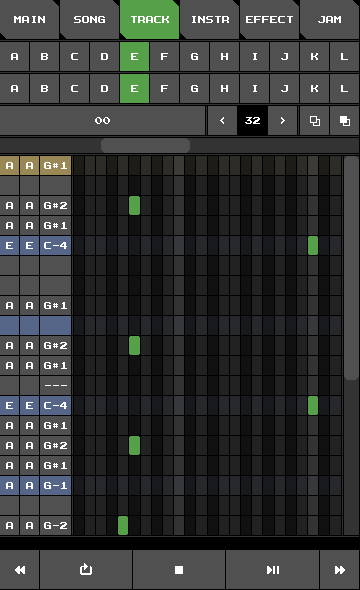 MAIN SONG TRACK INSTR EFFECT JAM
A B C D E F G H I J K L
A B C D E F G H I J K L
00 < 32 >
A A G#1
A A G#2
A A G#1
E E C-4
A A G#1
A A G#2
A A G#1
---
E E C-4
A A G#1
A A G#2
A A G#1
A A G-1
A A G-2